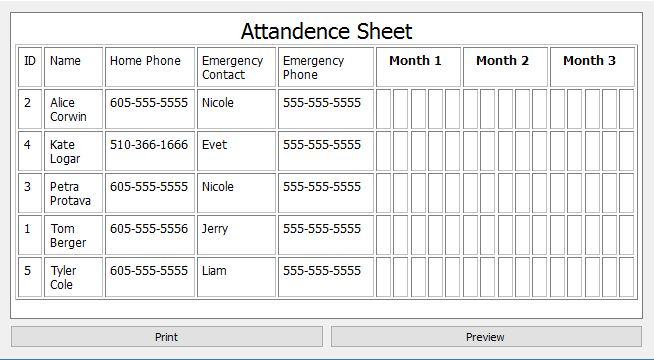 Attandence Sheet
ID Name Home Phone Emergency Contact Emergency Phone Month 1 Month 2 Month 3
2 Alice Corwin 605-555-5555 Nicole 555-555-5555
4 Kate Logar 510-366-1666 Evet 555-555-5555
3 Petra Protava 605-555-5555 Nicole 555-555-5555
1 Tom Berger 605-555-5556 Jerry 555-555-5555
5 Tyler Cole 605-555-5555 Liam 555-555-5555
Print Preview